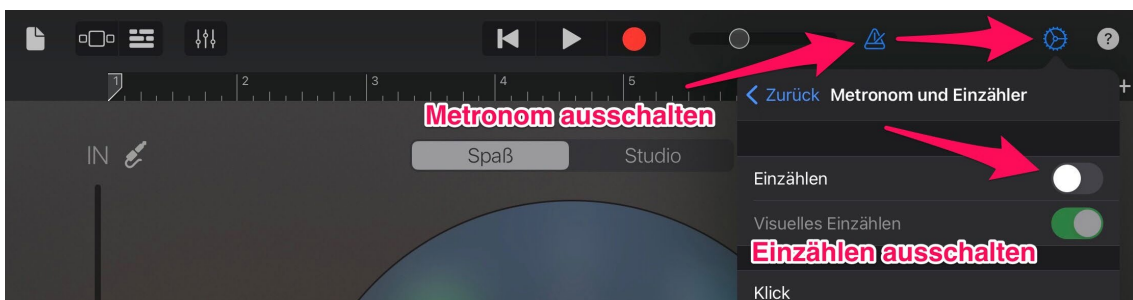 ?
1 2 3 4 5
Zurück Metronom und Einzähler
Metronom ausschalten
IN
Spaß Studio
Einzählen
Visuelles Einzählen
Einzählen ausschalten
Klick